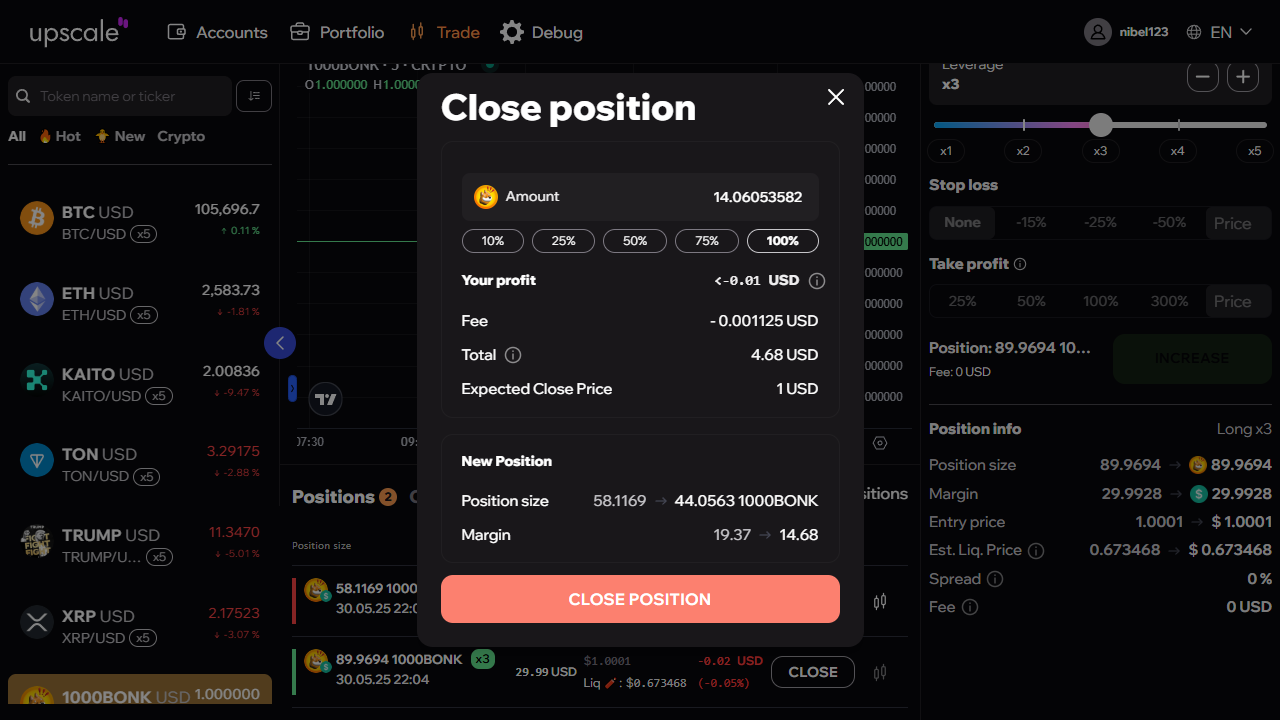 upscale
Accounts
Portfolio
Trade
Debug
nibel123
EN
Token name or ticker
All
Hot
New
Crypto
BTC USD
105,696.7
BTC/USD x5
↑ 0.11 %
ETH USD
2,583.73
ETH/USD x5
↓ -1.81 %
KAITO USD
2.00836
KAITO/USD x5
↓ -9.47 %
TON USD
3.29175
TON/USD x5
↓ -2.88 %
TRUMP USD
11.3470
TRUMP/U... x5
↓ -5.01 %
XRP USD
2.17523
XRP/USD x5
↓ -3.07 %
1000BONK USD
1.000000
1000BONK · 5 · CRYPTO
O1.000000 H1.000
00000
00000
00000
00000
00000
000000
000000
000000
000000
000000
000000
07:30
09:
Positions 2
sitions
Position size
58.1169 1000
30.05.25 22:0
89.9694 1000BONK x3
30.05.25 22:04
29.99 USD
$1.0001
Liq : $0.673468
-0.02 USD
(-0.05%)
CLOSE
Close position
Amount
14.06053582
10%
25%
50%
75%
100%
Your profit
<-0.01 USD
Fee
- 0.001125 USD
Total
4.68 USD
Expected Close Price
1 USD
New Position
Position size
58.1169 → 44.0563 1000BONK
Margin
19.37 → 14.68
CLOSE POSITION
Leverage
x3
x1
x2
x3
x4
x5
Stop loss
None
-15%
-25%
-50%
Price
Take profit
25%
50%
100%
300%
Price
Position: 89.9694 10...
Fee: 0 USD
INCREASE
Position info
Long x3
Position size
89.9694 → 89.9694
Margin
29.9928 → 29.9928
Entry price
1.0001 → $ 1.0001
Est. Liq. Price
0.673468 → $ 0.673468
Spread
0 %
Fee
0 USD